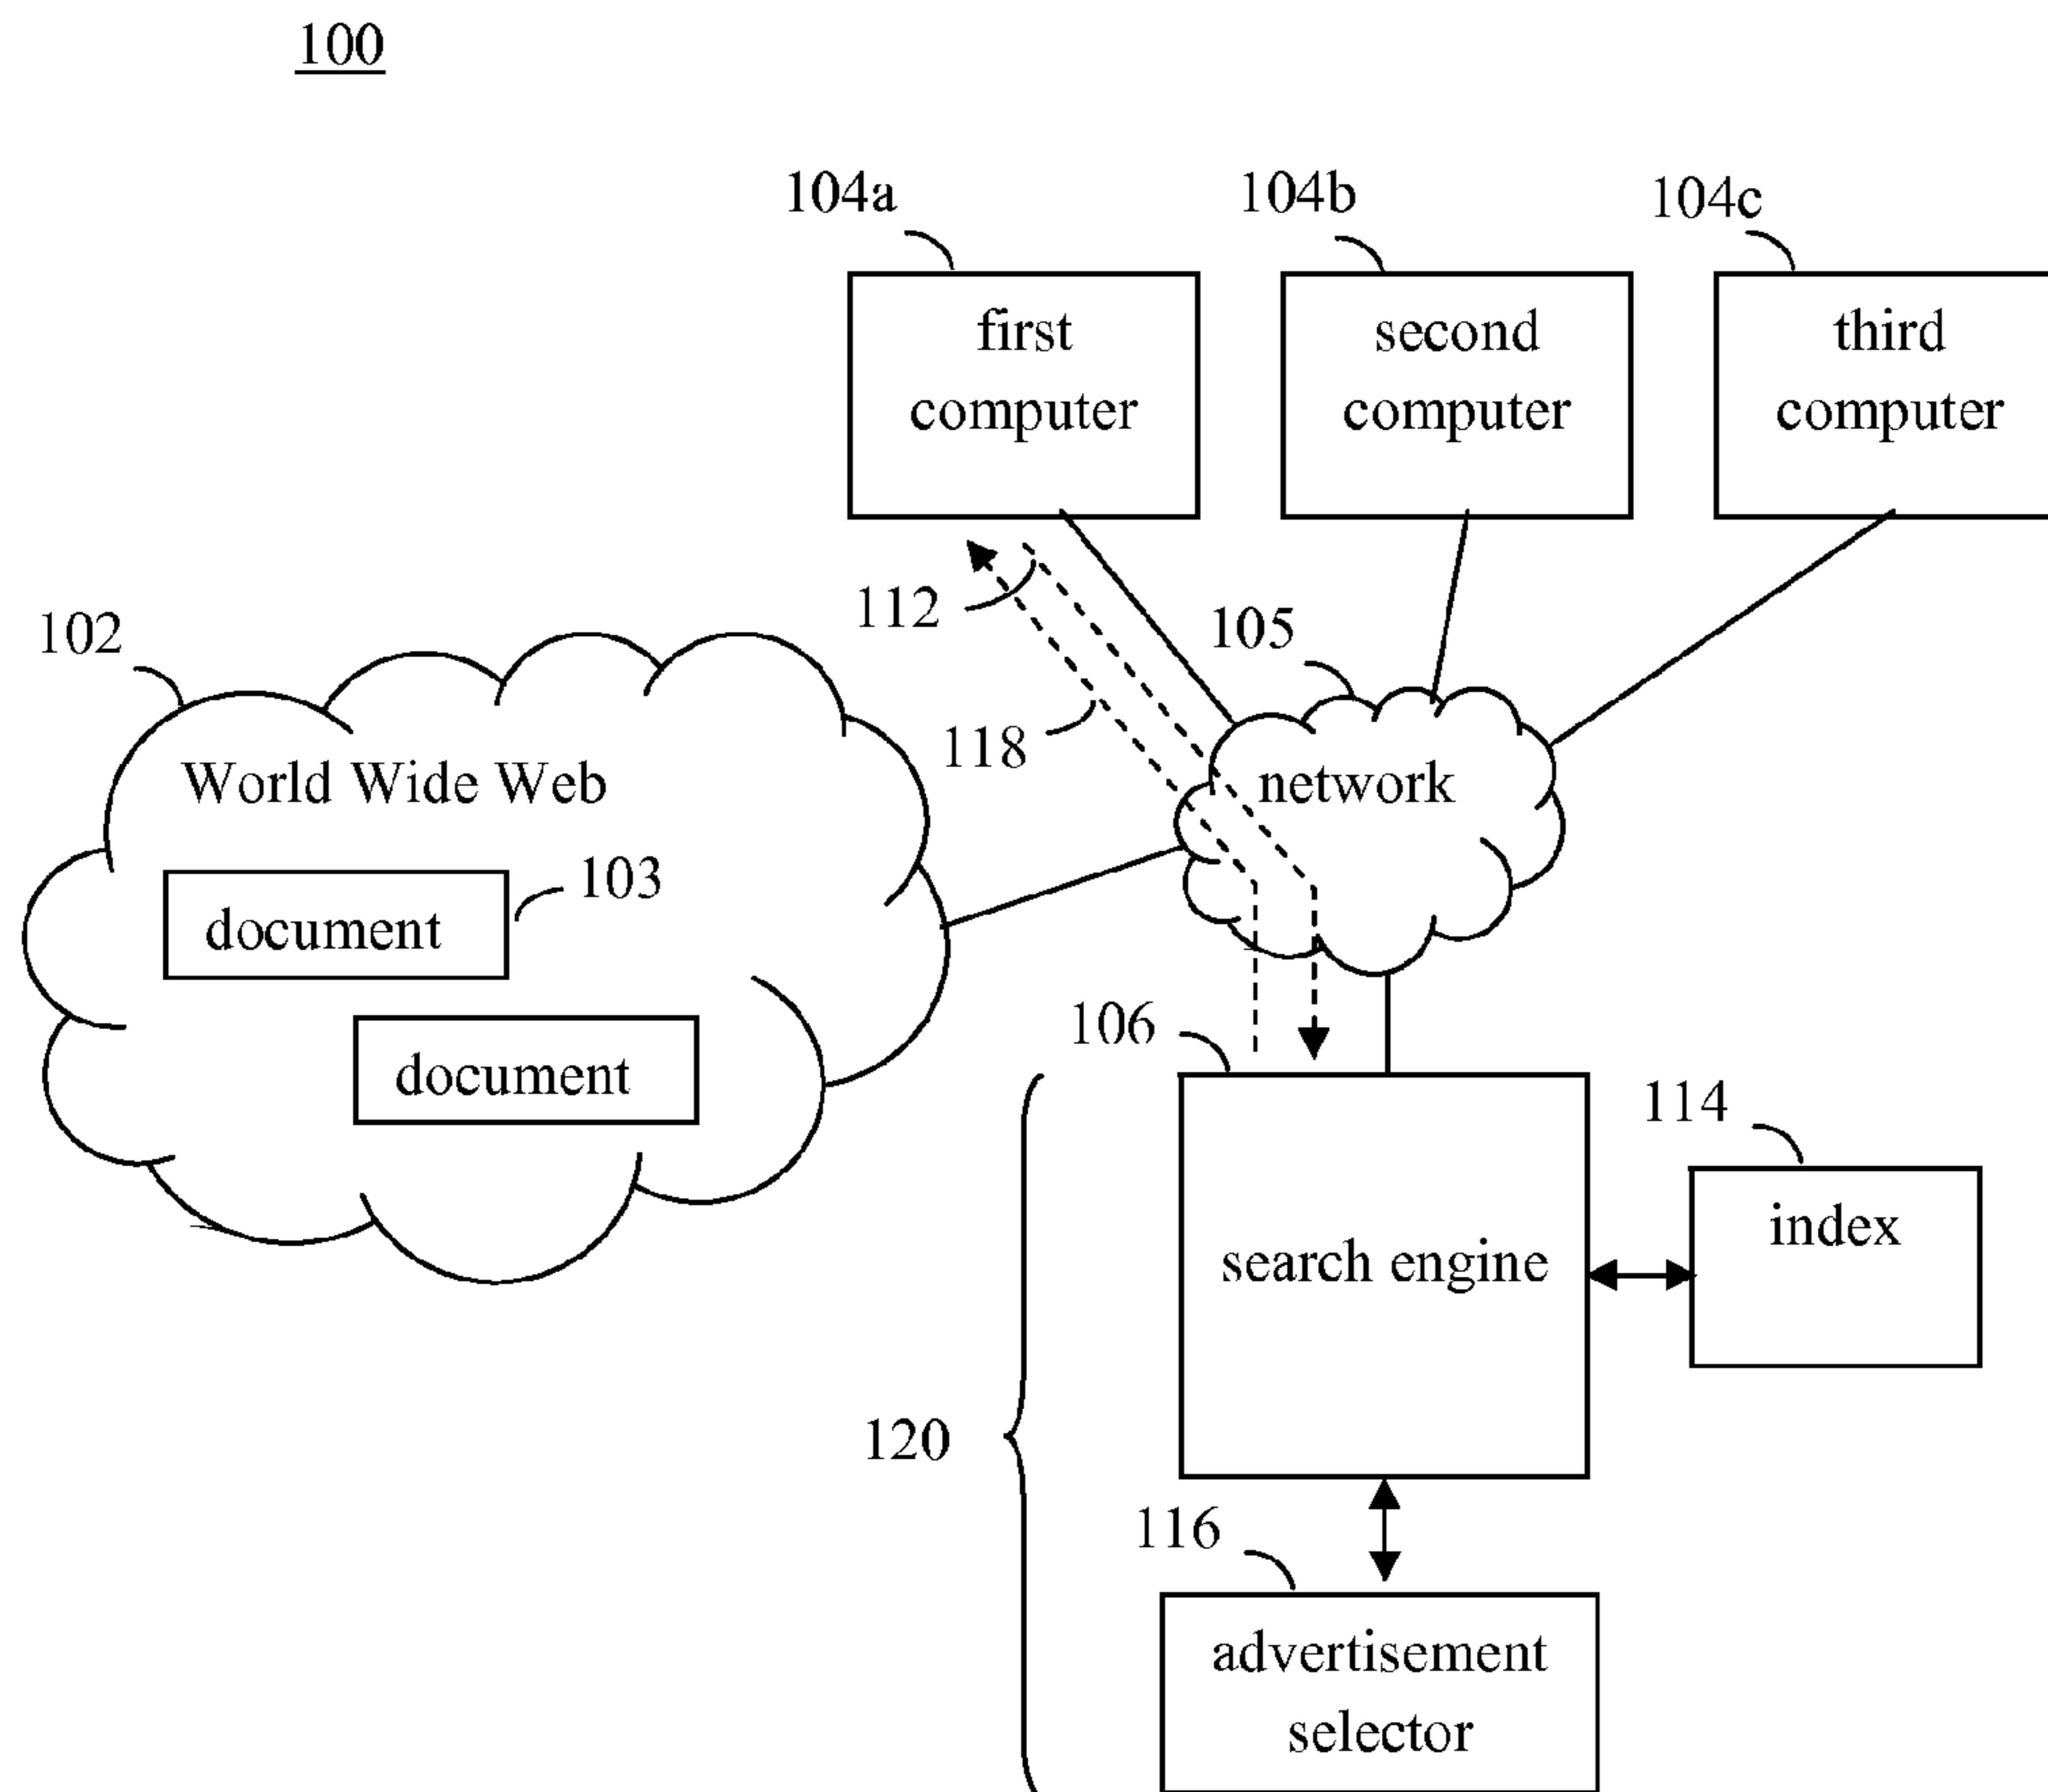 100
104a
104b
104c
first
computer
second
computer
third
computer
112
105
102
118
World Wide Web
network
document
103
106
document
114
index
search engine
120
116
advertisement
selector